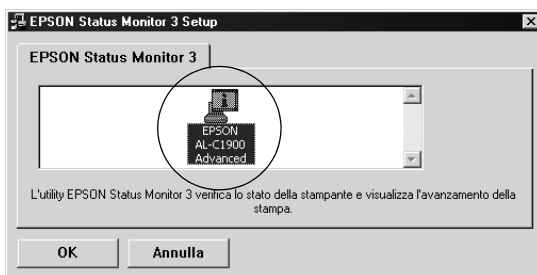 EPSON Status Monitor 3 Setup
EPSON Status Monitor 3
EPSON
AL-C1900
Advanced
L'utility EPSON Status Monitor 3 verifica lo stato della stampante e visualizza l'avanzamento della
stampa.
OK
Annulla